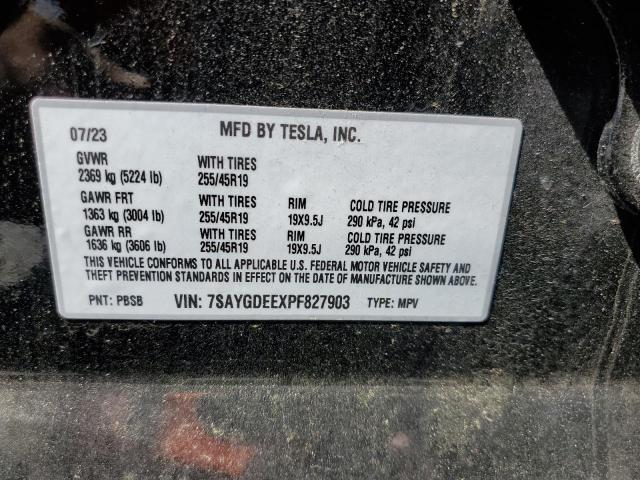 07/23 MFD BY TESLA, INC.
GVWR WITH TIRES
2369 kg (5224 lb) 255/45R19
GAWR FRT WITH TIRES RIM COLD TIRE PRESSURE
1363 kg (3004 lb) 255/45R19 19X9.5J 290 kPa, 42 psi
GAWR RR WITH TIRES RIM COLD TIRE PRESSURE
1636 kg (3606 lb) 255/45R19 19X9.5J 290 kPa, 42 psi
THIS VEHICLE CONFORMS TO ALL APPLICABLE U.S. FEDERAL MOTOR VEHICLE SAFETY AND
THEFT PREVENTION STANDARDS IN EFFECT ON THE DATE OF MANUFACTURE SHOWN ABOVE.
PNT: PBSB VIN: 7SAYGDEEXPF827903 TYPE: MPV